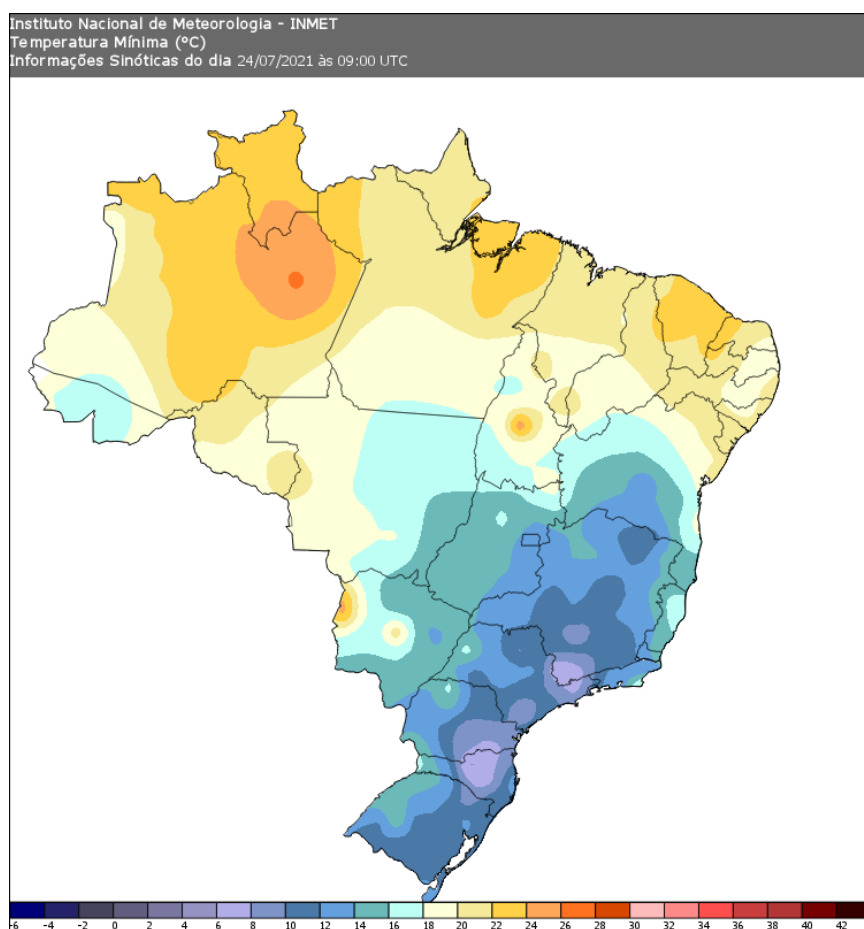 Instituto Nacional de Meteorologia - INMET
Temperatura Mínima (°C)
Informações Sinóticas do dia 24/07/2021 às 09:00 UTC
-6 -4 -2 0 2 4 6 8 10 12 14 16 18 20 22 24 26 28 30 32 34 36 38 40 42